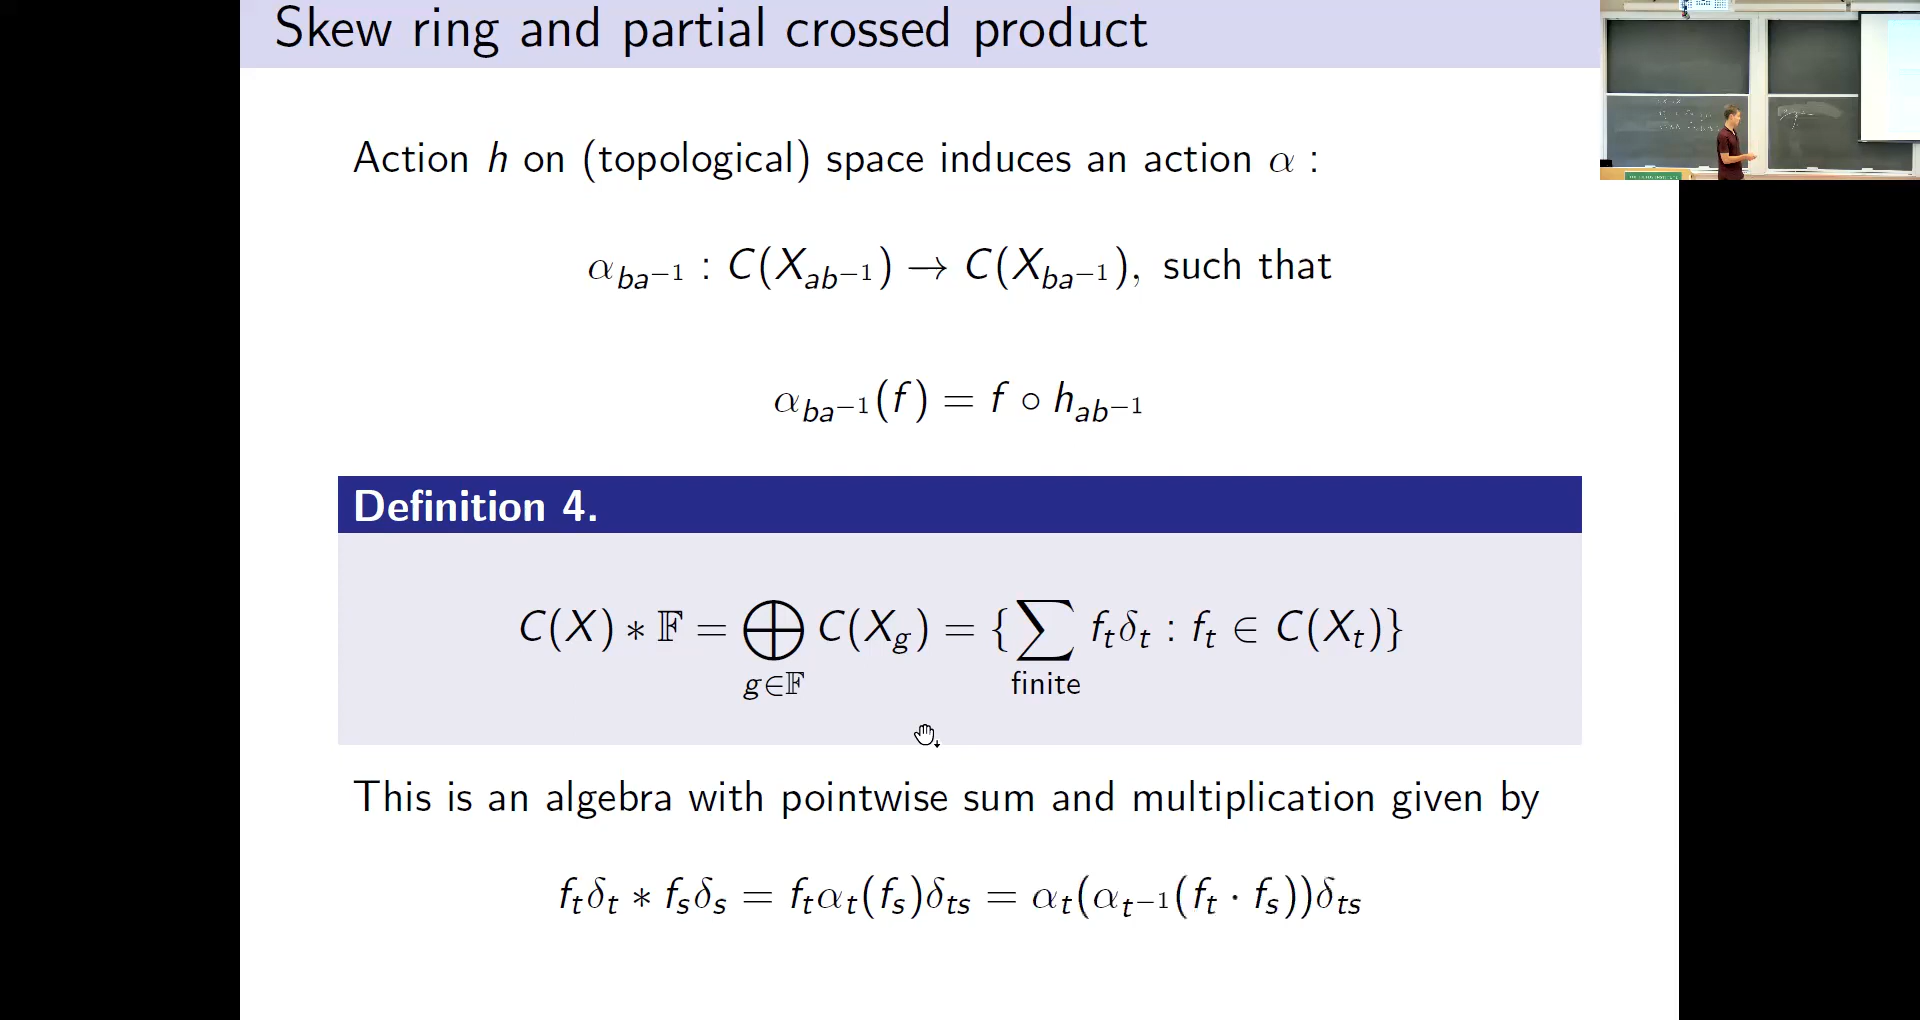 Skew ring and partial crossed product
Action h on (topological) space induces an action α :
α_{ba^{-1}} : C(X_{ab^{-1}}) → C(X_{ba^{-1}}), such that
α_{ba^{-1}}(f) = f ∘ h_{ab^{-1}}
Definition 4.
C(X) ∗ 𝔽 = ⨁_{g∈𝔽} C(X_g) = {∑_{finite} f_t δ_t : f_t ∈ C(X_t)}
This is an algebra with pointwise sum and multiplication given by
f_t δ_t ∗ f_s δ_s = f_t α_t(f_s)δ_{ts} = α_t(α_{t^{-1}}(f_t · f_s))δ_{ts}